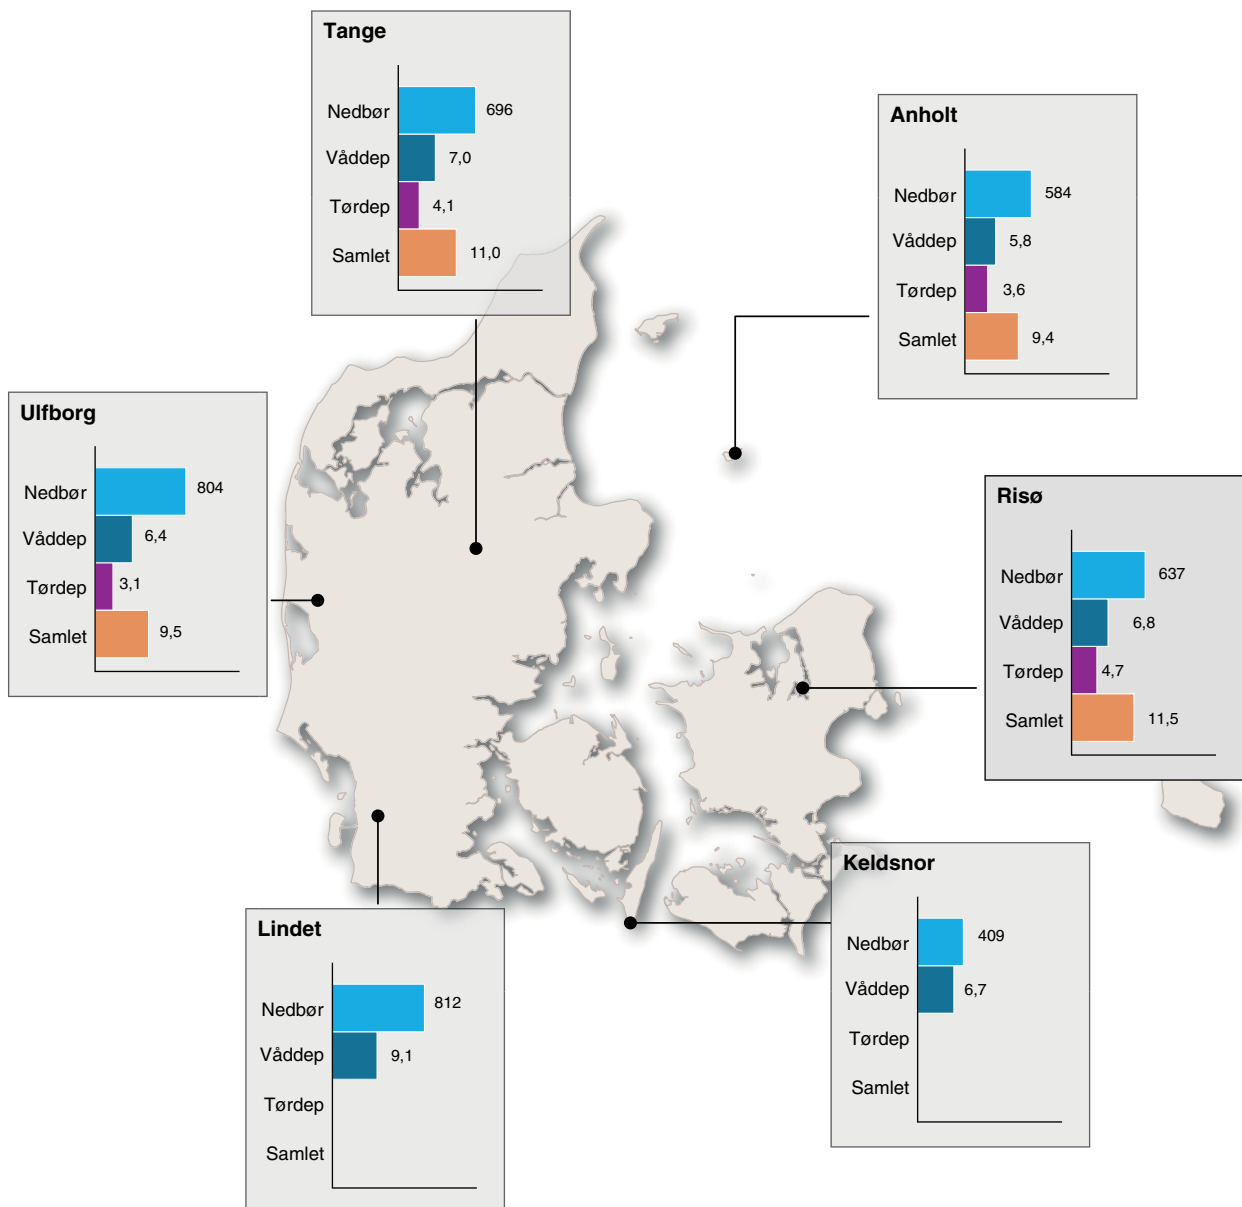 Tange
Nedbør 696
Våddep 7,0
Tørdep 4,1
Samlet 11,0
Anholt
Nedbør 584
Våddep 5,8
Tørdep 3,6
Samlet 9,4
Ulfborg
Nedbør 804
Våddep 6,4
Tørdep 3,1
Samlet 9,5
Risø
Nedbør 637
Våddep 6,8
Tørdep 4,7
Samlet 11,5
Keldsnor
Nedbør 409
Våddep 6,7
Tørdep
Samlet
Lindet
Nedbør 812
Våddep 9,1
Tørdep
Samlet